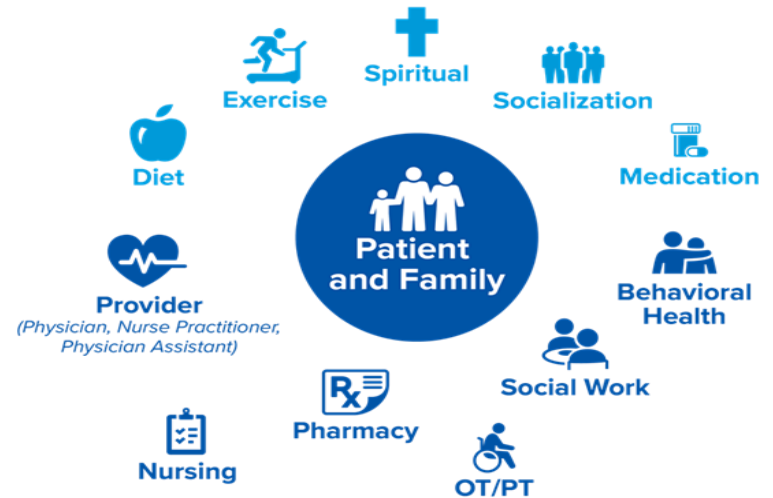 Spiritual
Exercise
Socialization
Diet
Medication
Patient
and Family
Provider
(Physician, Nurse Practitioner,
Physician Assistant)
Behavioral
Health
Social Work
Rx
Pharmacy
Nursing
OT/PT